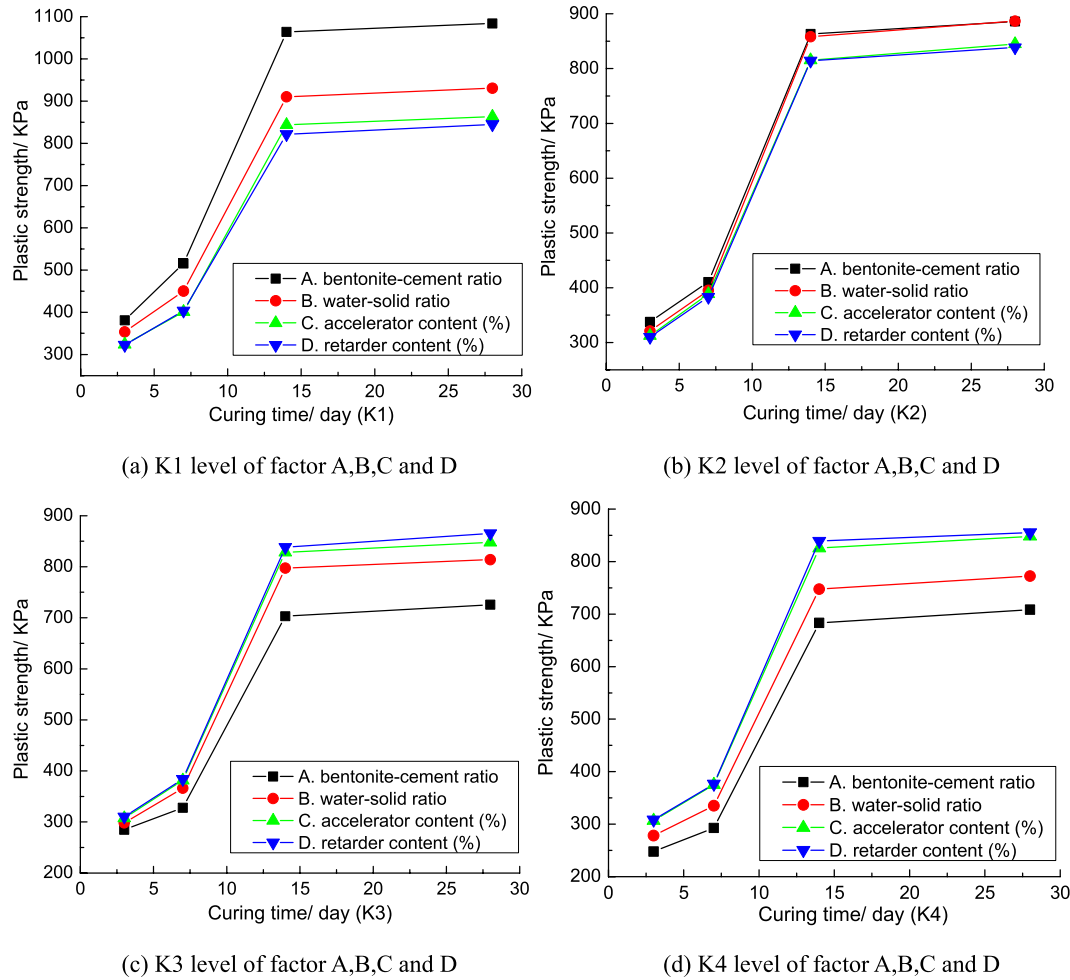 1100
1000
900
800
700
600
500
400
300
Plastic strength/ KPa
A. bentonite-cement ratio
B. water-solid ratio
C. accelerator content (%)
D. retarder content (%)
0 5 10 15 20 25 30
Curing time/ day (K1)
(a) K1 level of factor A,B,C and D
900
800
700
600
500
400
300
Plastic strength/ KPa
A. bentonite-cement ratio
B. water-solid ratio
C. accelerator content (%)
D. retarder content (%)
0 5 10 15 20 25 30
Curing time/ day (K2)
(b) K2 level of factor A,B,C and D
900
800
700
600
500
400
300
200
Plastic strength/ KPa
A. bentonite-cement ratio
B. water-solid ratio
C. accelerator content (%)
D. retarder content (%)
0 5 10 15 20 25 30
Curing time/ day (K3)
(c) K3 level of factor A,B,C and D
900
800
700
600
500
400
300
200
Plastic strength/ KPa
A. bentonite-cement ratio
B. water-solid ratio
C. accelerator content (%)
D. retarder content (%)
0 5 10 15 20 25 30
Curing time/ day (K4)
(d) K4 level of factor A,B,C and D